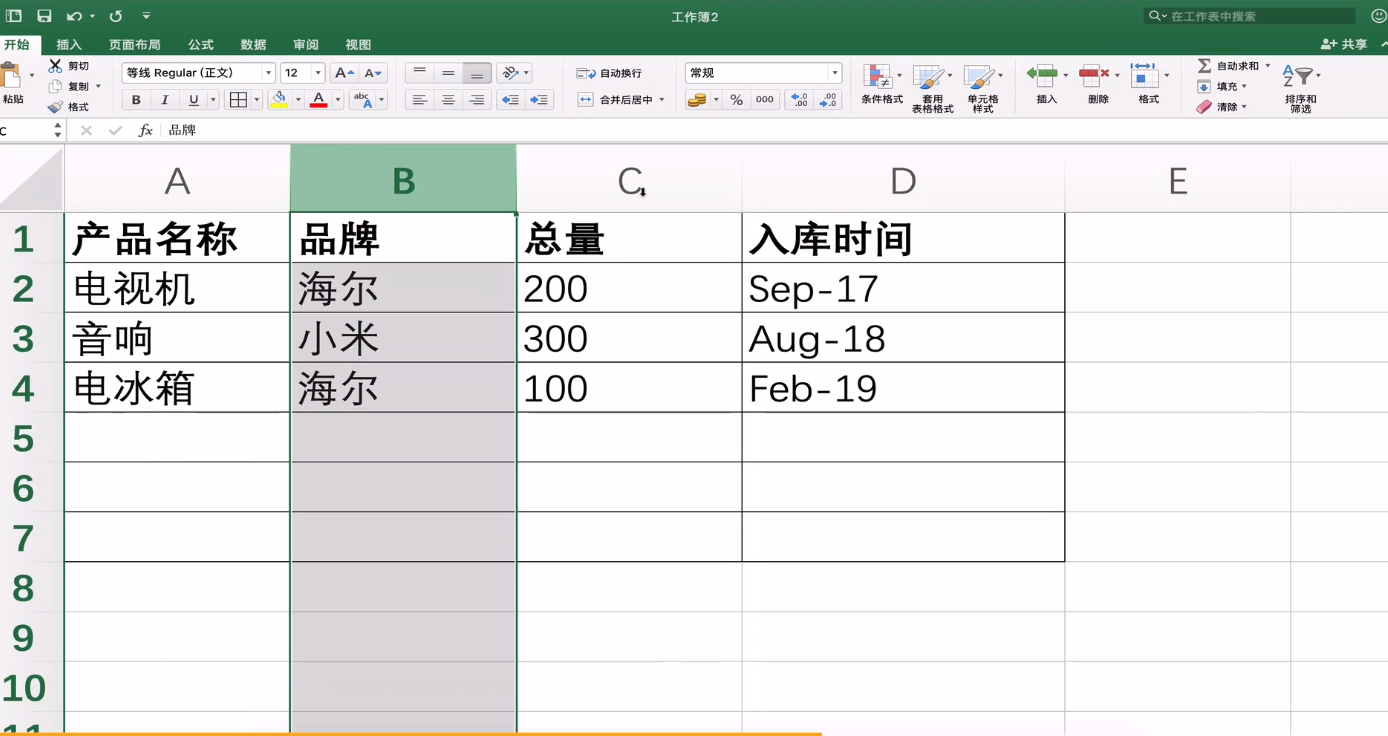 工作簿2
在工作表中搜索
开始 插入 页面布局 公式 数据 审阅 视图 共享
粘贴 剪切 复制 格式
等线 Regular (正文) 12 A A
B I U A abc A
自动换行
合并后居中
常规
% 000 .0 .00 .00 .0
条件格式 套用表格格式 单元格样式 插入 删除 格式
自动求和
填充
清除
A Z 排序和筛选
C fx 品牌
A B C D E
1 产品名称 品牌 总量 入库时间
2 电视机 海尔 200 Sep-17
3 音响 小米 300 Aug-18
4 电冰箱 海尔 100 Feb-19
5
6
7
8
9
10
11